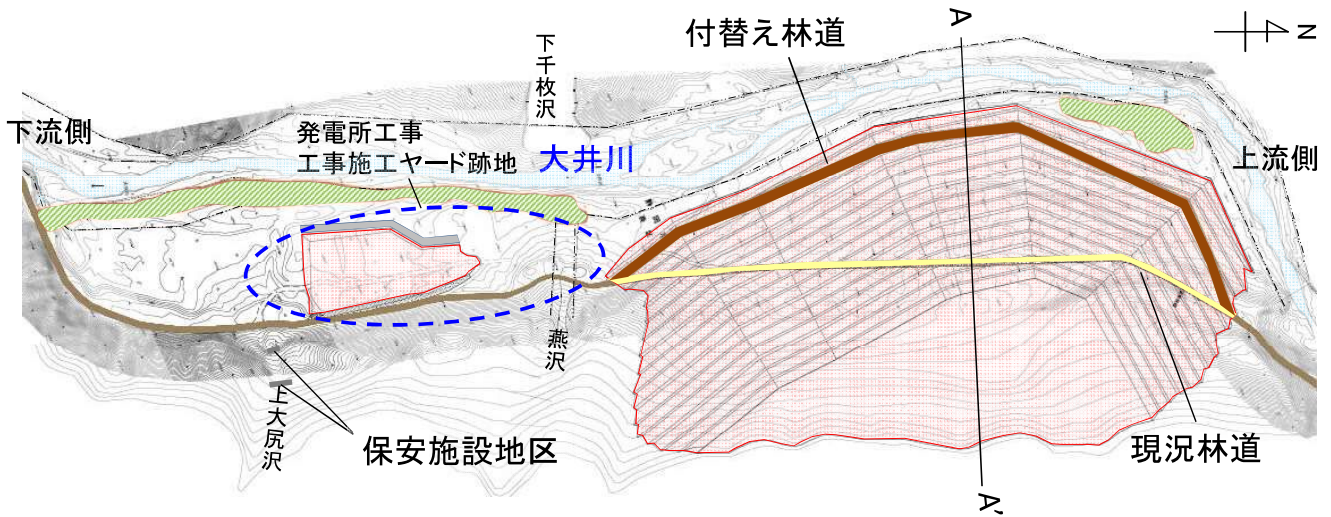 付替え林道
A
N
下千枚沢
下流側
発電所工事
工事施工ヤード跡地
大井川
上流側
燕沢
上大尻沢
保安施設地区
現況林道
A'